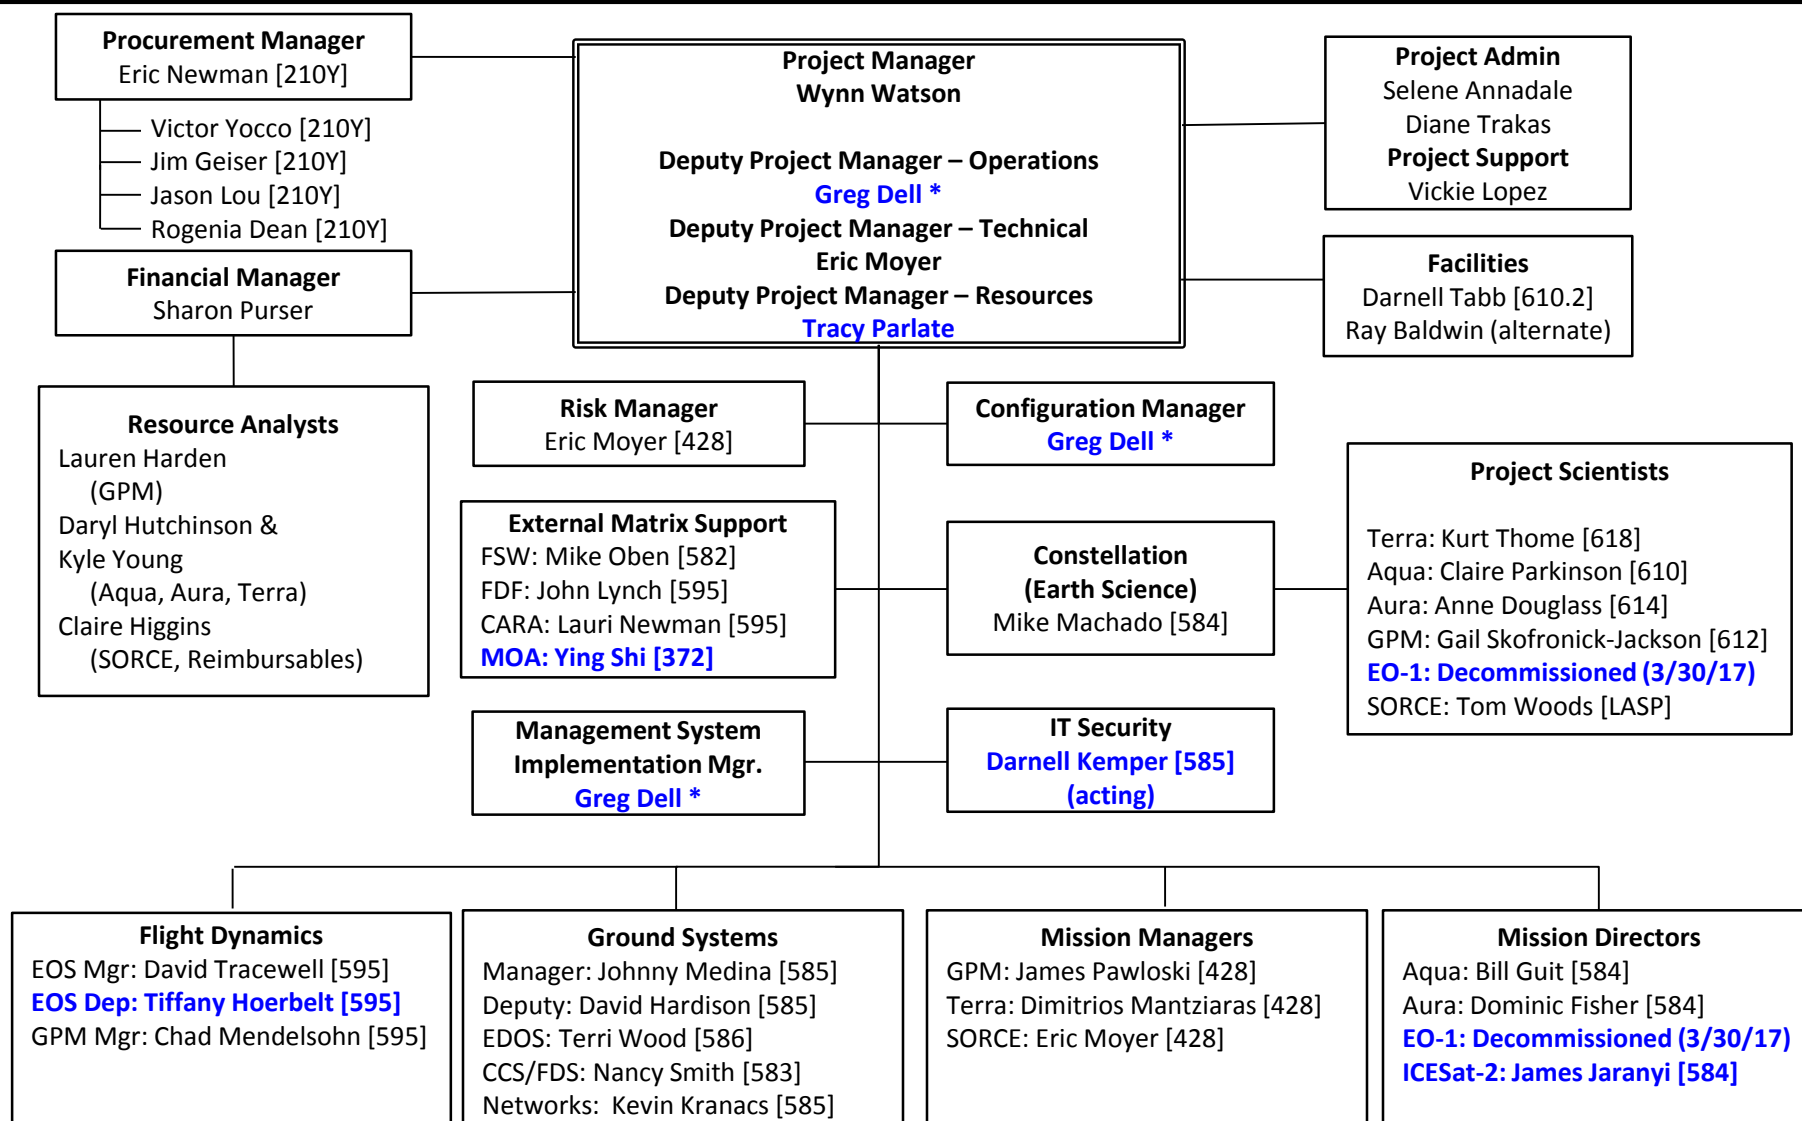 Procurement Manager
Eric Newman [210Y]
Victor Yocco [210Y]
Jim Geiser [210Y]
Jason Lou [210Y]
Rogenia Dean [210Y]
Financial Manager
Sharon Purser
Resource Analysts
Lauren Harden
(GPM)
Daryl Hutchinson &
Kyle Young
(Aqua, Aura, Terra)
Claire Higgins
(SORCE, Reimbursables)
Project Manager
Wynn Watson
Deputy Project Manager – Operations
Greg Dell *
Deputy Project Manager – Technical
Eric Moyer
Deputy Project Manager – Resources
Tracy Parlate
Project Admin
Selene Annadale
Diane Trakas
Project Support
Vickie Lopez
Facilities
Darnell Tabb [610.2]
Ray Baldwin (alternate)
Risk Manager
Eric Moyer [428]
Configuration Manager
Greg Dell *
External Matrix Support
FSW: Mike Oben [582]
FDF: John Lynch [595]
CARA: Lauri Newman [595]
MOA: Ying Shi [372]
Constellation
(Earth Science)
Mike Machado [584]
Project Scientists
Terra: Kurt Thome [618]
Aqua: Claire Parkinson [610]
Aura: Anne Douglass [614]
GPM: Gail Skofronick-Jackson [612]
EO-1: Decommissioned (3/30/17)
SORCE: Tom Woods [LASP]
Management System
Implementation Mgr.
Greg Dell *
IT Security
Darnell Kemper [585]
(acting)
Flight Dynamics
EOS Mgr: David Tracewell [595]
EOS Dep: Tiffany Hoerbelt [595]
GPM Mgr: Chad Mendelsohn [595]
Ground Systems
Manager: Johnny Medina [585]
Deputy: David Hardison [585]
EDOS: Terri Wood [586]
CCS/FDS: Nancy Smith [583]
Networks: Kevin Kranacs [585]
Mission Managers
GPM: James Pawloski [428]
Terra: Dimitrios Mantziaras [428]
SORCE: Eric Moyer [428]
Mission Directors
Aqua: Bill Guit [584]
Aura: Dominic Fisher [584]
EO-1: Decommissioned (3/30/17)
ICESat-2: James Jaranyi [584]